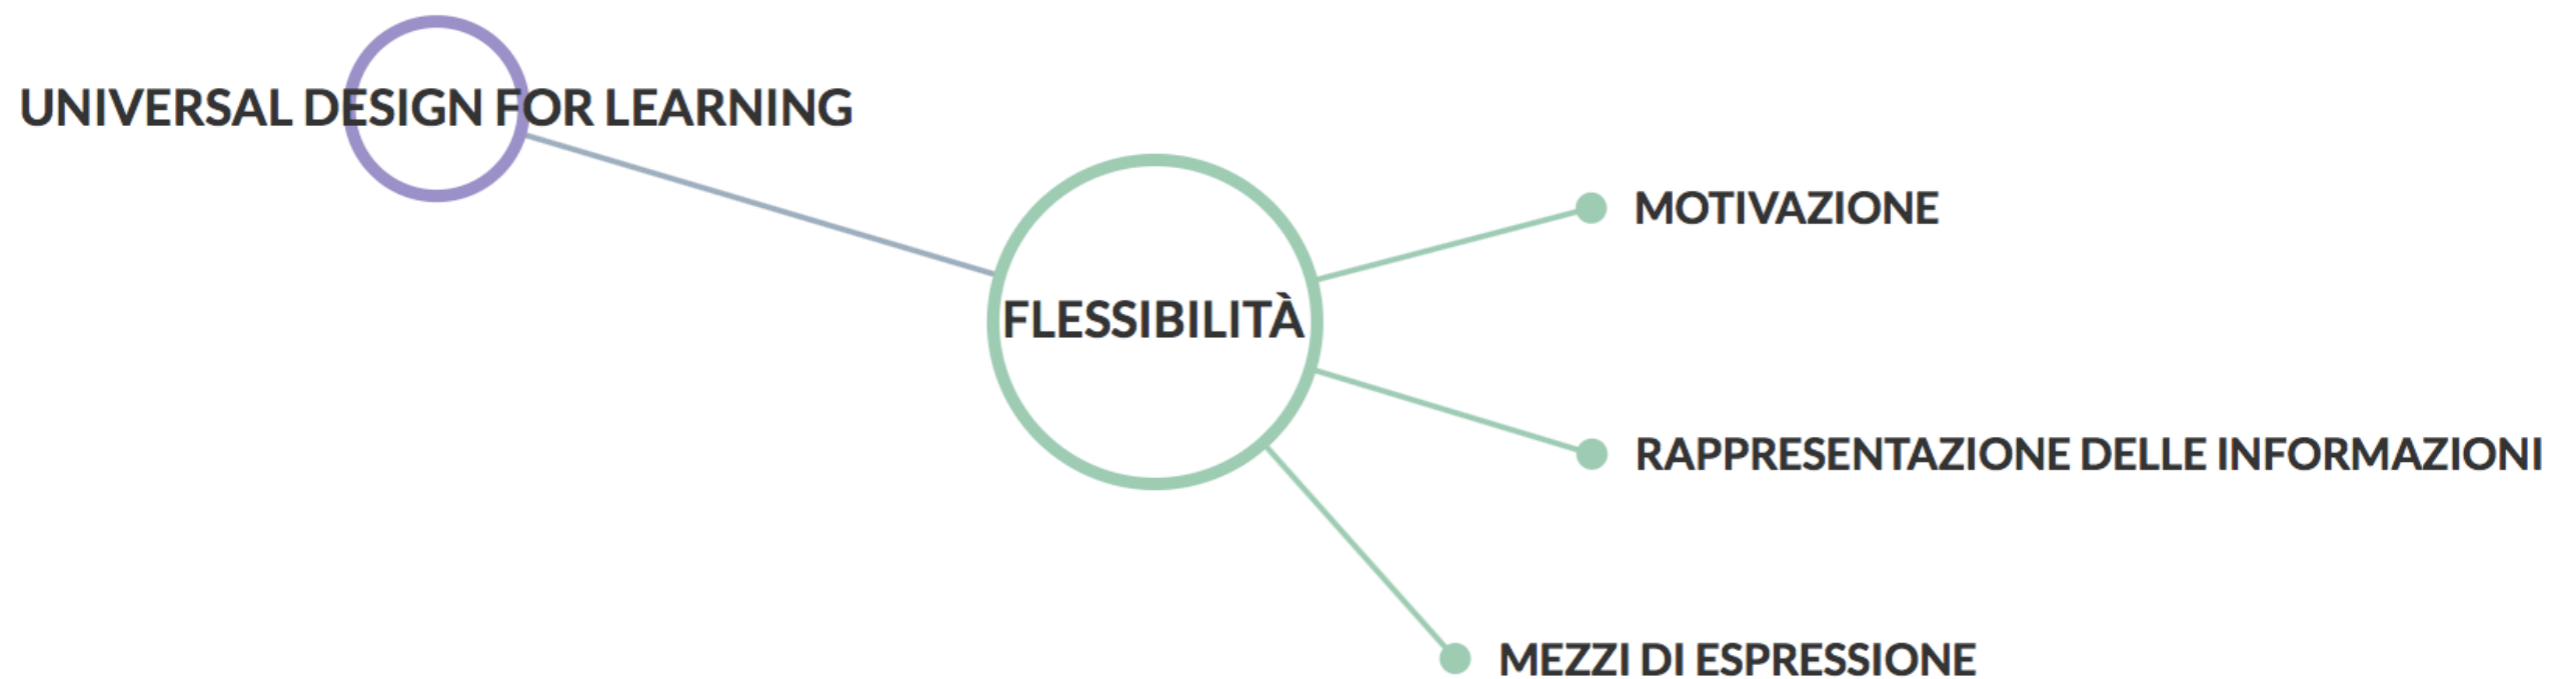 UNIVERSAL DESIGN FOR LEARNING
FLESSIBILITÀ
MOTIVAZIONE
RAPPRESENTAZIONE DELLE INFORMAZIONI
MEZZI DI ESPRESSIONE